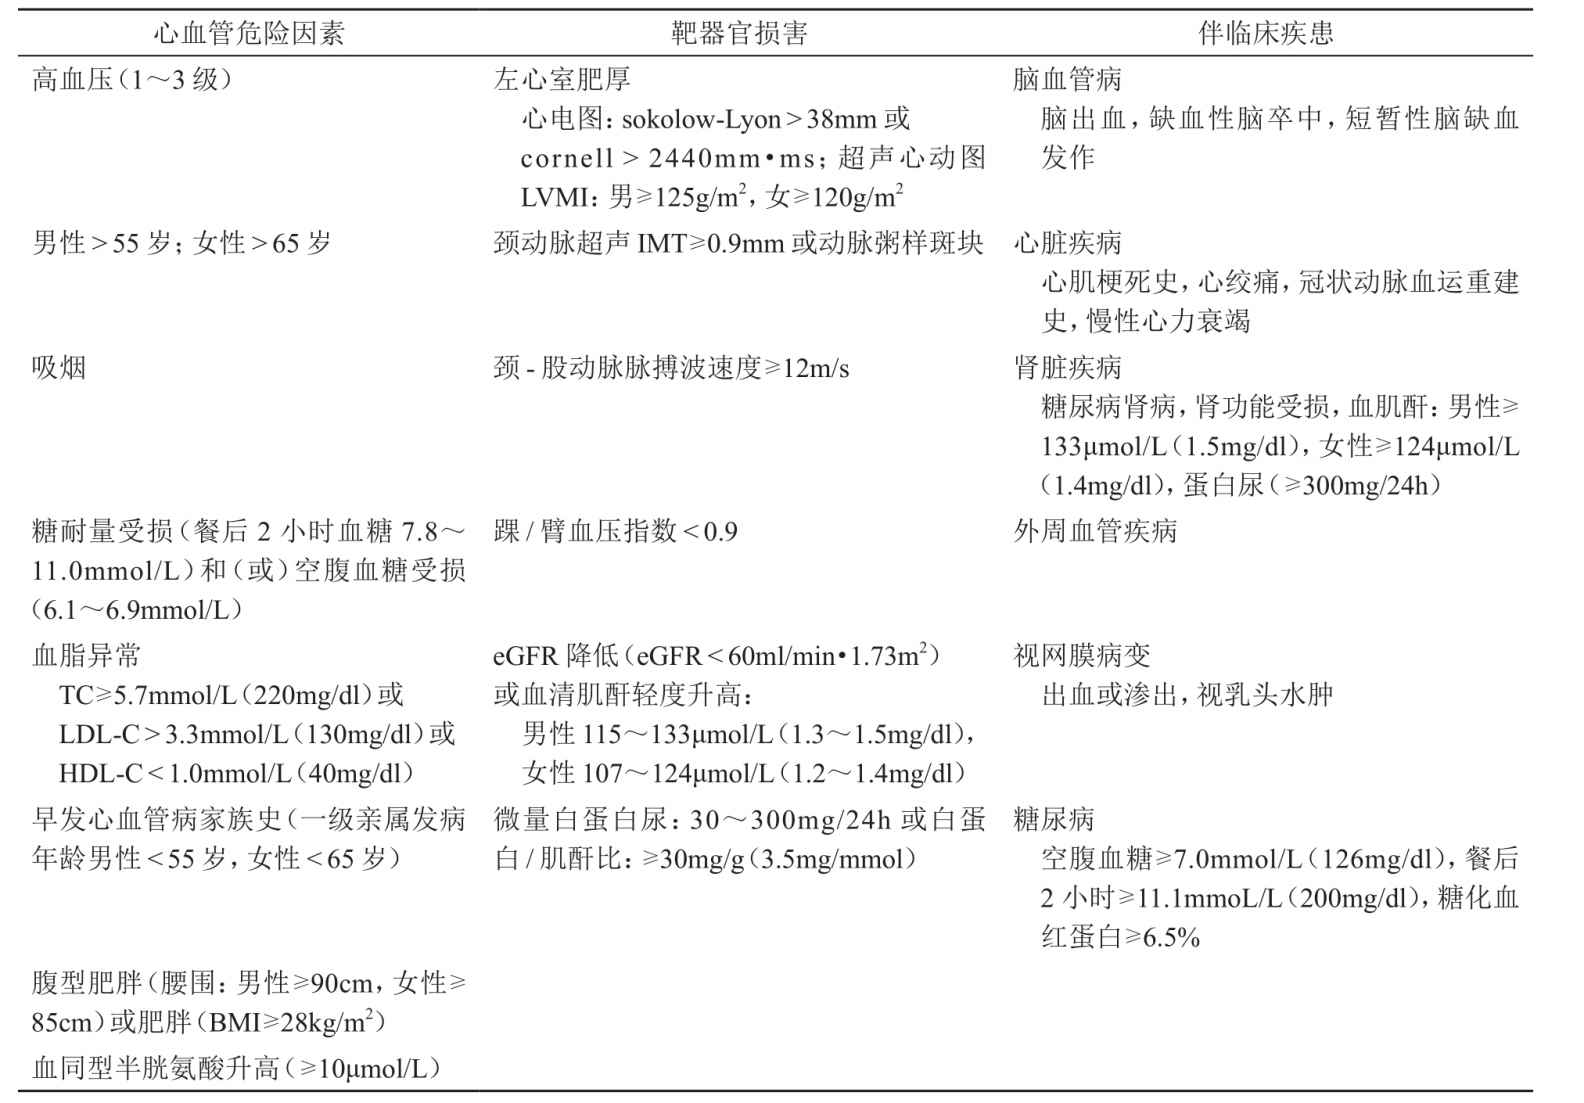 心血管危险因素
靶器官损害
伴临床疾患
高血压（1～3级）
左心室肥厚
心电图：sokolow-Lyon > 38mm 或
cornell > 2440mm•ms；超声心动图
LVMI：男≥125g/m²，女≥120g/m²
脑血管病
脑出血，缺血性脑卒中，短暂性脑缺血
发作
男性 > 55 岁；女性 > 65 岁
颈动脉超声 IMT≥0.9mm 或动脉粥样斑块
心脏疾病
心肌梗死史，心绞痛，冠状动脉血运重建
史，慢性心力衰竭
吸烟
颈 - 股动脉脉搏波速度≥12m/s
肾脏疾病
糖尿病肾病，肾功能受损，血肌酐：男性≥
133μmol/L（1.5mg/dl），女性≥124μmol/L
（1.4mg/dl），蛋白尿（≥300mg/24h）
糖耐量受损（餐后 2 小时血糖 7.8～
11.0mmol/L）和（或）空腹血糖受损
（6.1～6.9mmol/L）
踝 / 臂血压指数 < 0.9
外周血管疾病
血脂异常
TC≥5.7mmol/L（220mg/dl）或
LDL-C > 3.3mmol/L（130mg/dl）或
HDL-C < 1.0mmol/L（40mg/dl）
eGFR 降低（eGFR < 60ml/min•1.73m²）
或血清肌酐轻度升高：
男性 115～133μmol/L（1.3～1.5mg/dl），
女性 107～124μmol/L（1.2～1.4mg/dl）
视网膜病变
出血或渗出，视乳头水肿
早发心血管病家族史（一级亲属发病
年龄男性 < 55 岁，女性 < 65 岁）
微量白蛋白尿：30～300mg/24h 或白蛋
白 / 肌酐比：≥30mg/g（3.5mg/mmol）
糖尿病
空腹血糖≥7.0mmol/L（126mg/dl），餐后
2 小时≥11.1mmoL/L（200mg/dl），糖化血
红蛋白≥6.5%
腹型肥胖（腰围：男性≥90cm，女性≥
85cm）或肥胖（BMI≥28kg/m²）
血同型半胱氨酸升高（≥10μmol/L）